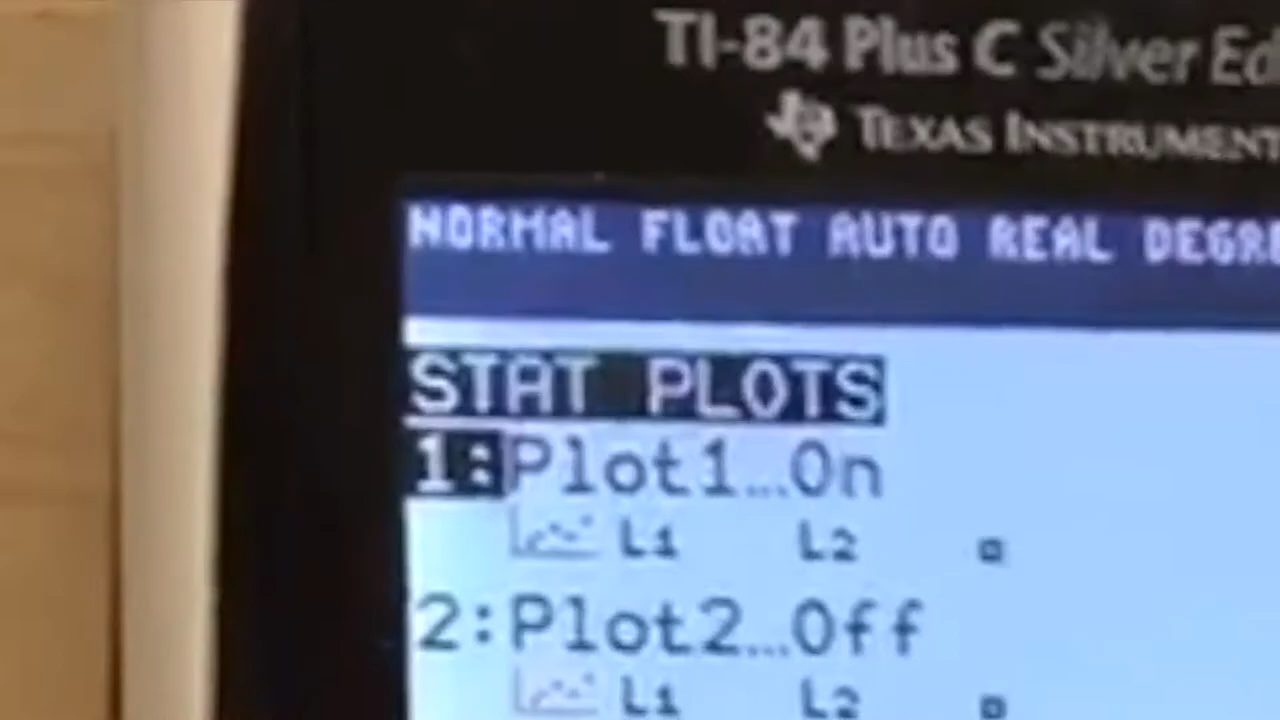 TI-84 Plus C Silver Ed
TEXAS INSTRUMENT
NORMAL FLOAT AUTO REAL DEGRE
STAT PLOTS
1:Plot1…On
L1 L2
2:Plot2…Off
L1 L2